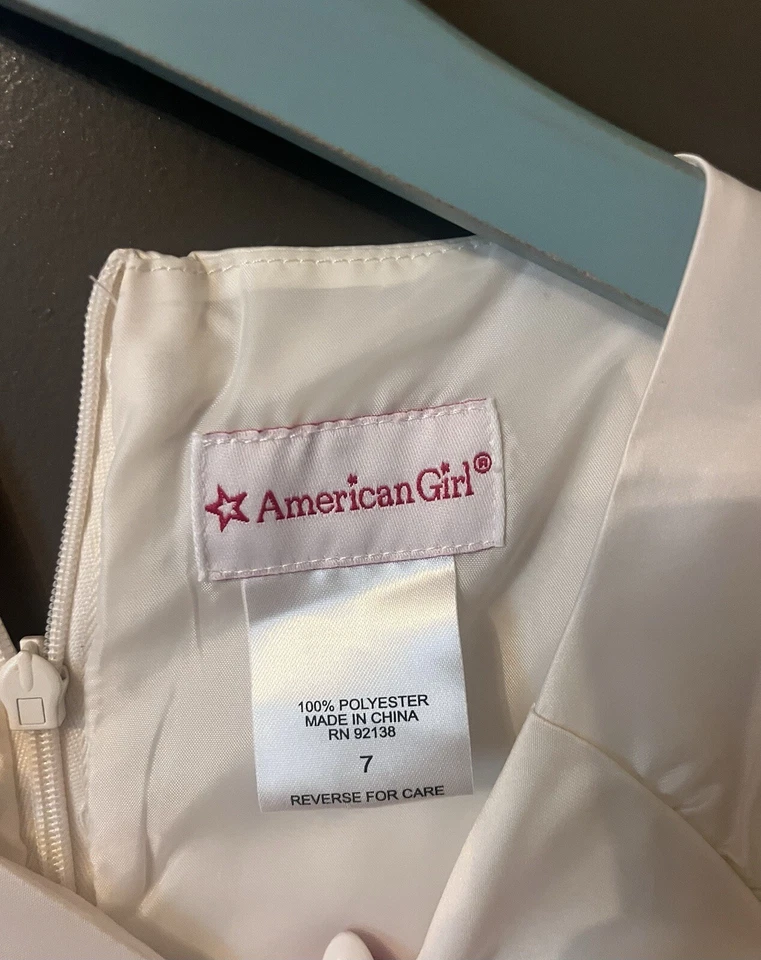 American Girl®
100% POLYESTER
MADE IN CHINA
RN 92138
7
REVERSE FOR CARE